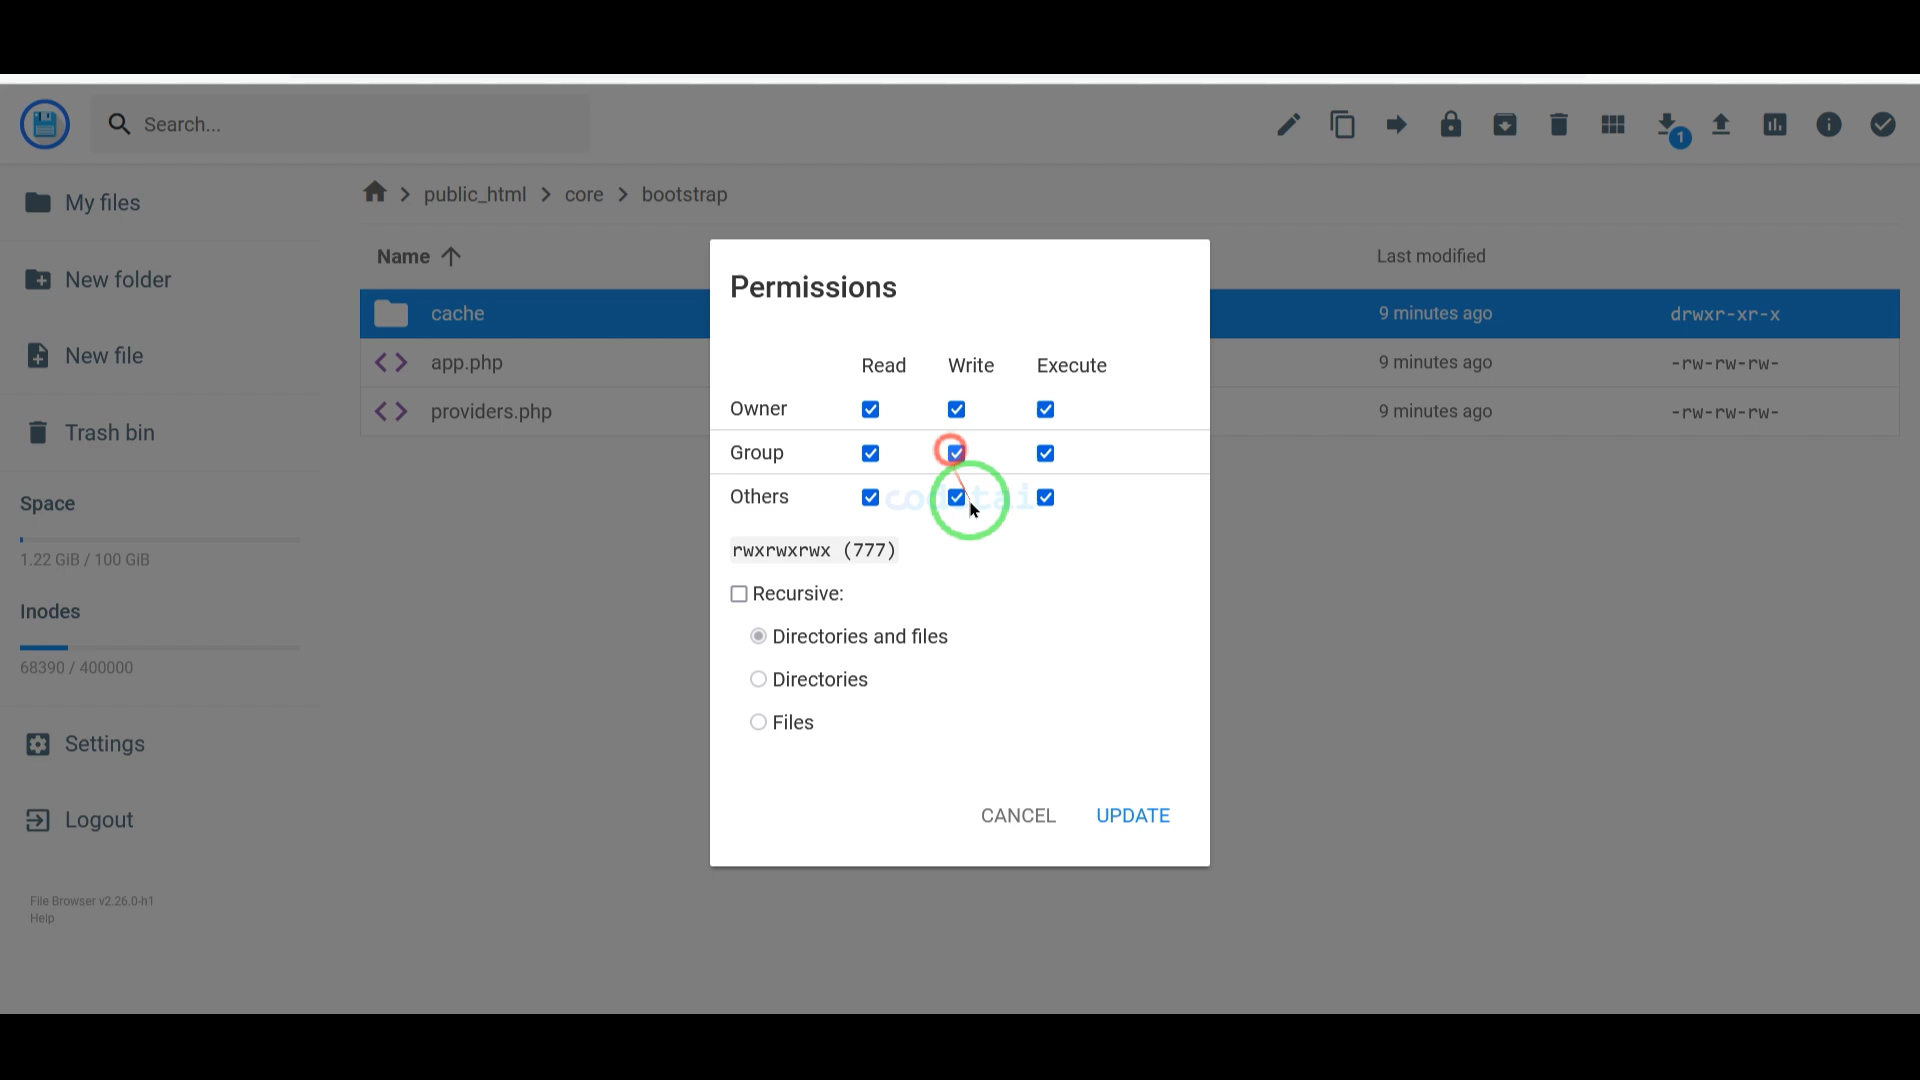 Search...
1
My files
New folder
New file
Trash bin
Space
1.22 GiB / 100 GiB
Inodes
68390 / 400000
Settings
Logout
File Browser v2.26.0-h1
Help
public_html core bootstrap
Name Last modified
cache 9 minutes ago drwxr-xr-x
app.php 9 minutes ago -rw-rw-rw-
providers.php 9 minutes ago -rw-rw-rw-
Permissions
Read Write Execute
Owner
Group
Others
rwxrwxrwx (777)
Recursive:
Directories and files
Directories
Files
CANCEL UPDATE